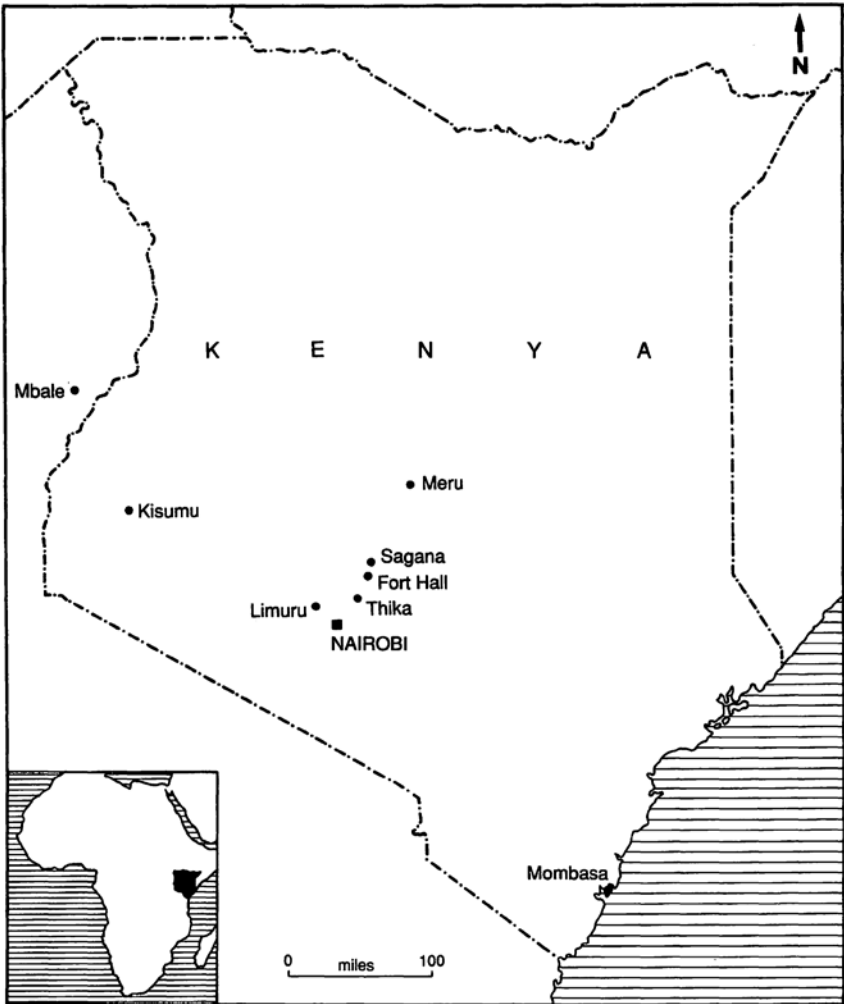 N
K E N Y A
Mbale
Meru
Kisumu
Sagana
Fort Hall
Thika
Limuru
NAIROBI
Mombasa
0 miles 100